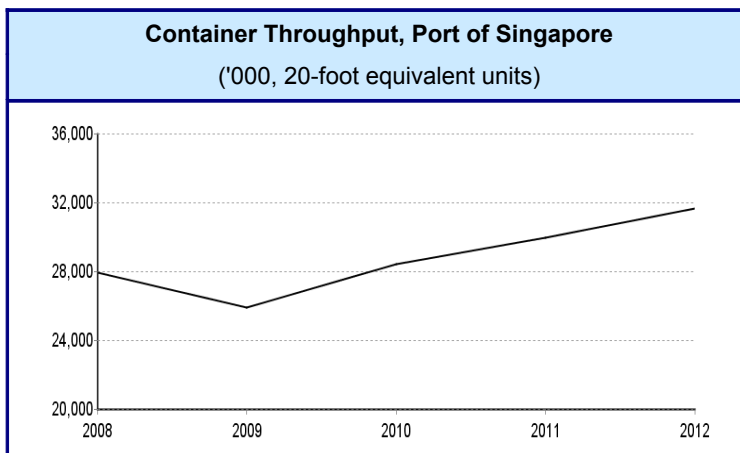 Container Throughput, Port of Singapore
('000, 20-foot equivalent units)
36,000
32,000
28,000
24,000
20,000
2008 2009 2010 2011 2012